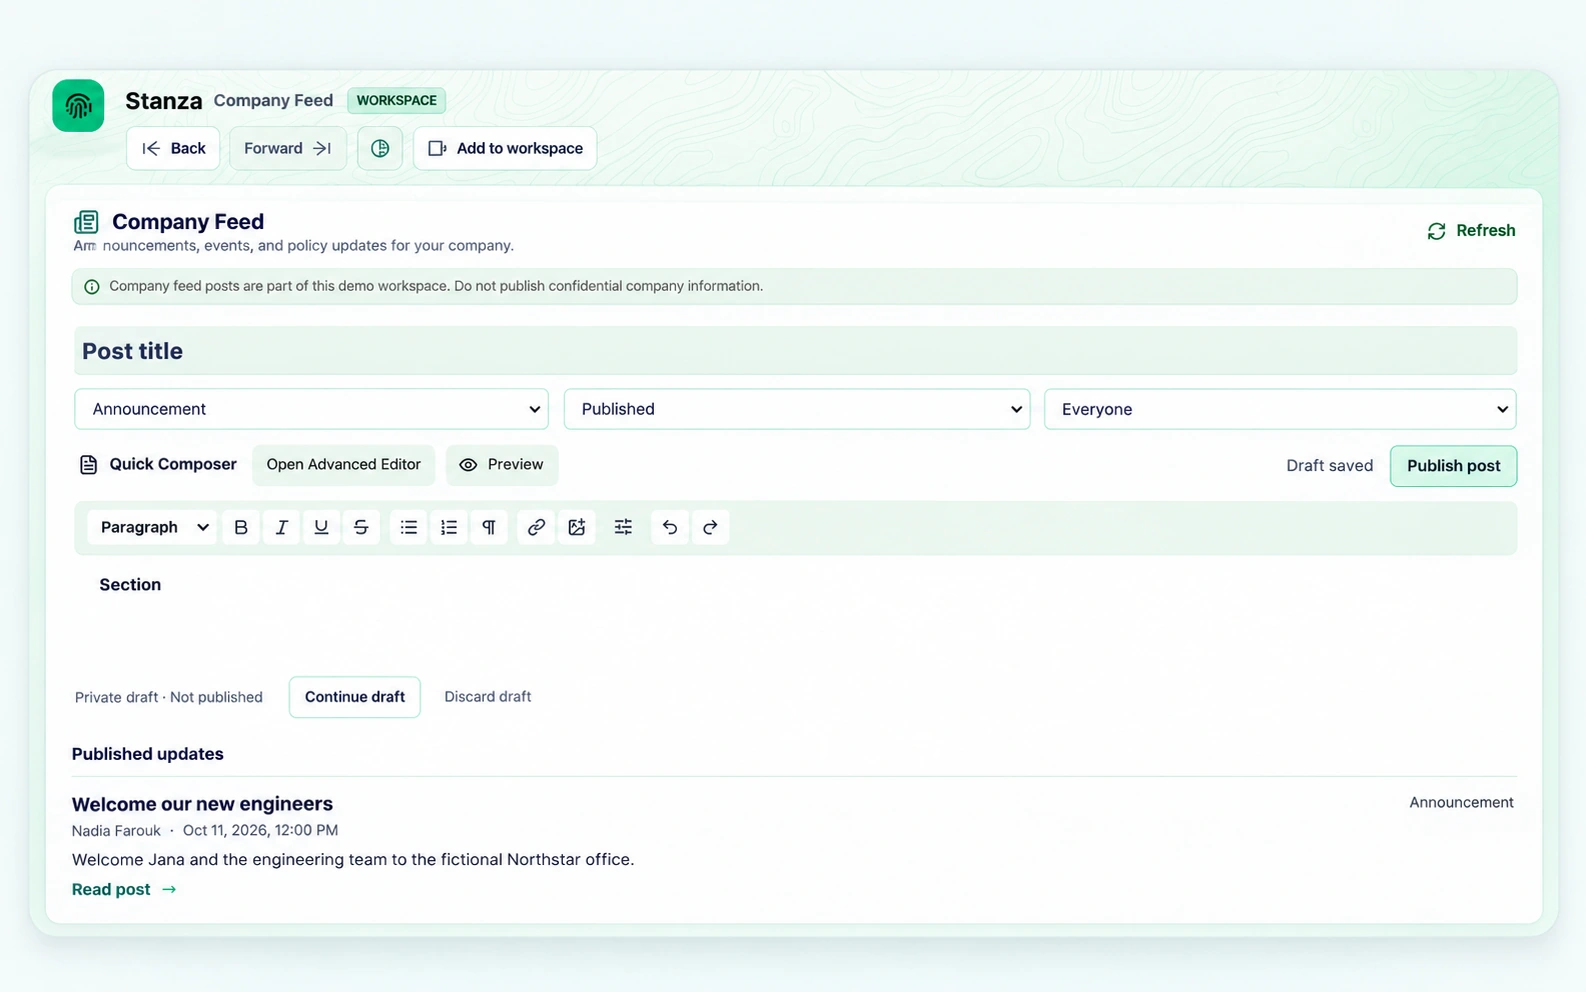 Stanza Company Feed WORKSPACE
Back Forward Add to workspace
Company Feed
Refresh
nouncements, events, and policy updates for your company.
Company feed posts are part of this demo workspace. Do not publish confidential company information.
Post title
Announcement Published Everyone
Quick Composer Open Advanced Editor Preview Draft saved Publish post
Paragraph B I U S
Section
Private draft · Not published Continue draft Discard draft
Published updates
Welcome our new engineers Announcement
Nadia Farouk · Oct 11, 2026, 12:00 PM
Welcome Jana and the engineering team to the fictional Northstar office.
Read post →